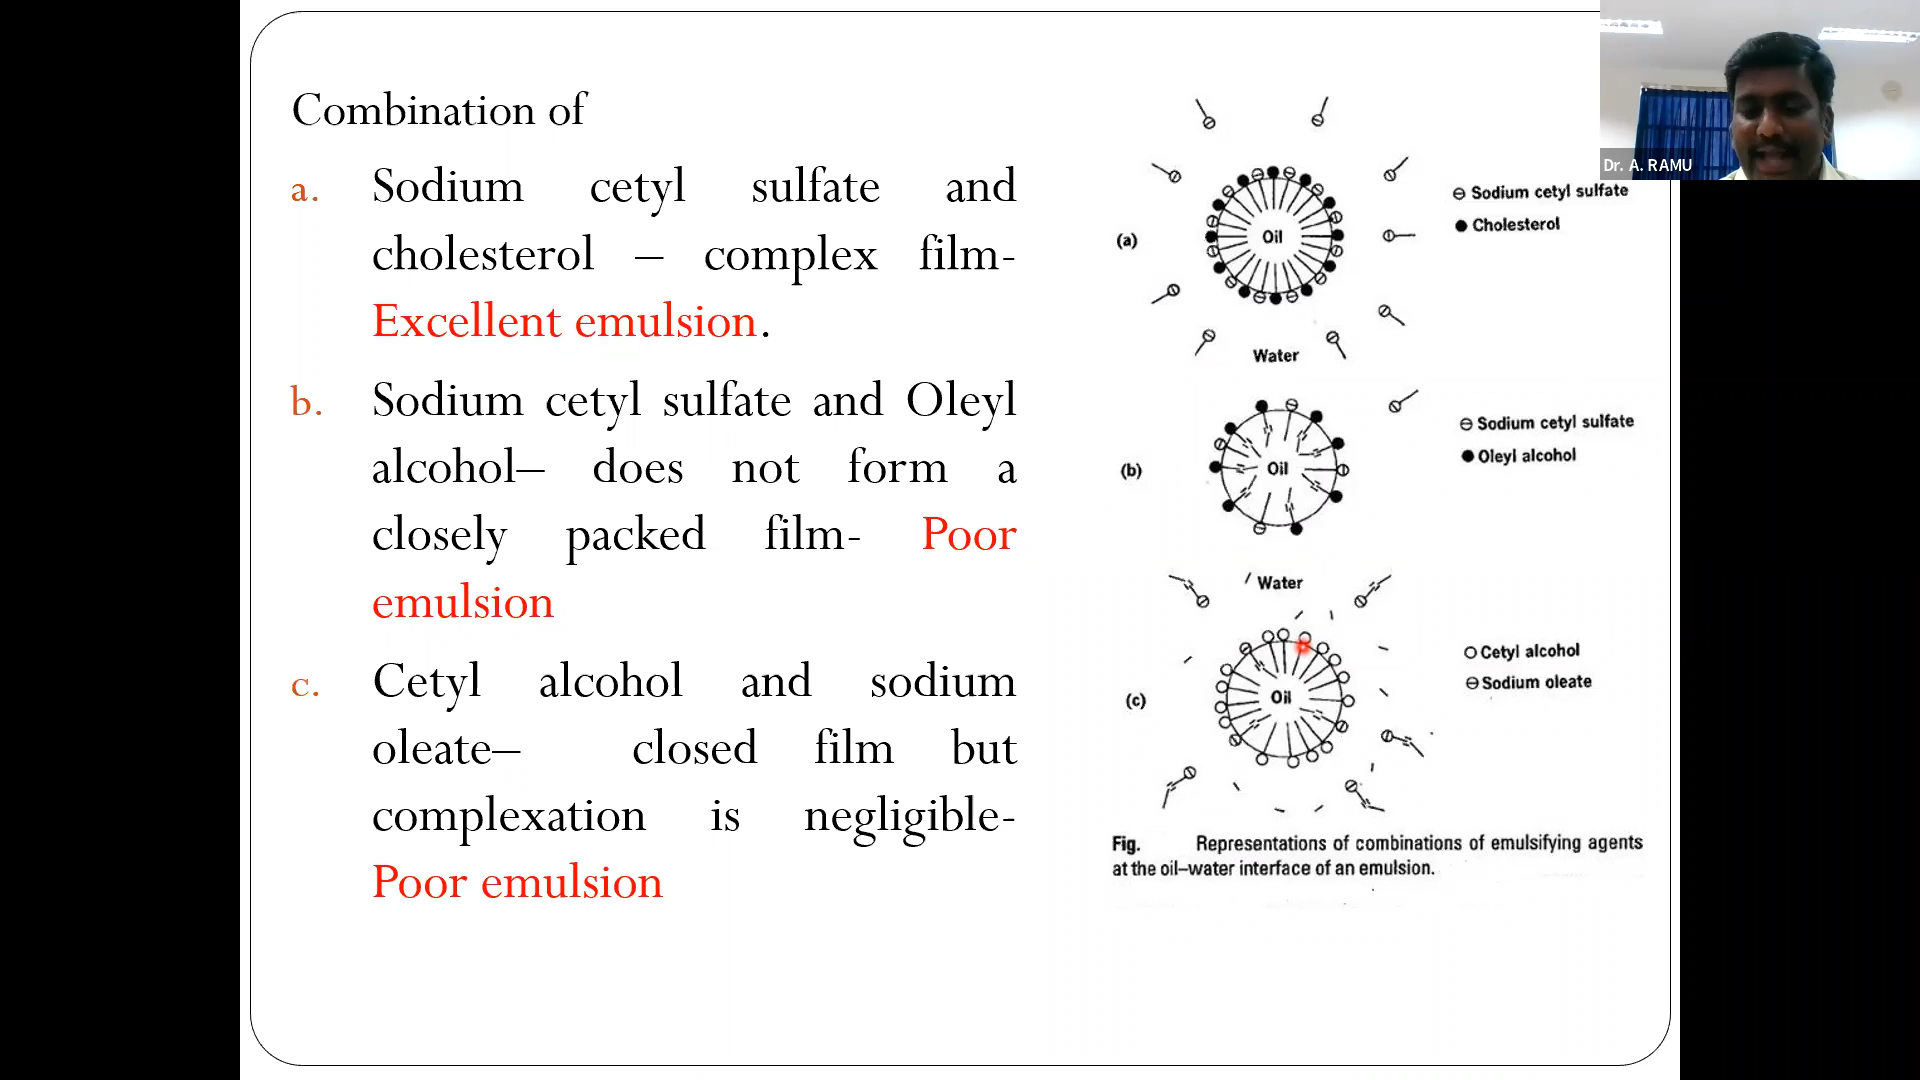 Combination of
a. Sodium cetyl sulfate and
cholesterol – complex film-
Excellent emulsion.
b. Sodium cetyl sulfate and Oleyl
alcohol– does not form a
closely packed film- Poor
emulsion
c. Cetyl alcohol and sodium
oleate– closed film but
complexation is negligible-
Poor emulsion
Dr. A. RAMU
(a)
Oil
Water
⊖ Sodium cetyl sulfate
● Cholesterol
(b)
Oil
Water
⊖ Sodium cetyl sulfate
● Oleyl alcohol
(c)
Oil
○ Cetyl alcohol
⊖ Sodium oleate
Fig. Representations of combinations of emulsifying agents
at the oil–water interface of an emulsion.